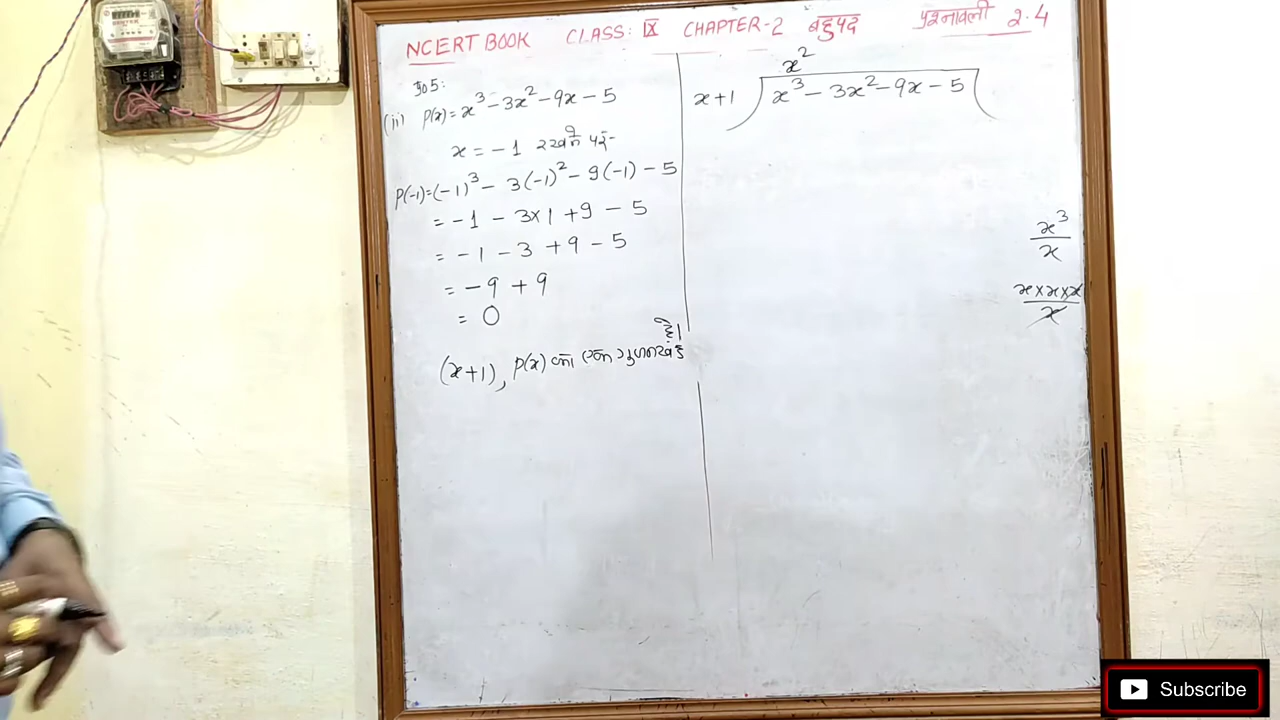 NCERT BOOK CLASS: IX CHAPTER-2 बहुपद प्रश्नावली 2.4
प्र०5:
(ii) P(x) = x³ - 3x² - 9x - 5
x = -1 रखने पर-
P(-1) = (-1)³ - 3(-1)² - 9(-1) - 5
= -1 - 3×1 + 9 - 5
= -1 - 3 + 9 - 5
= -9 + 9
= 0
(x+1), P(x) का एक गुणनखंड है।
x²
x+1 ) x³ - 3x² - 9x - 5 (
x³
x
x×x×x
x
Subscribe